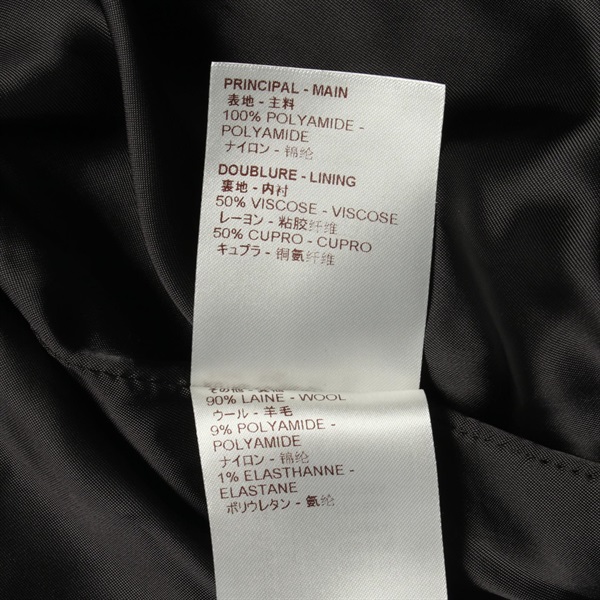 PRINCIPAL - MAIN
表地 - 主料
100% POLYAMIDE -
POLYAMIDE
ナイロン - 锦纶
DOUBLURE - LINING
裏地 - 内衬
50% VISCOSE - VISCOSE
レーヨン - 粘胶纤维
50% CUPRO - CUPRO
キュプラ - 铜氨纤维
90% LAINE - WOOL
ウール - 羊毛
9% POLYAMIDE -
POLYAMIDE
ナイロン - 锦纶
1% ELASTHANNE -
ELASTANE
ポリウレタン - 氨纶